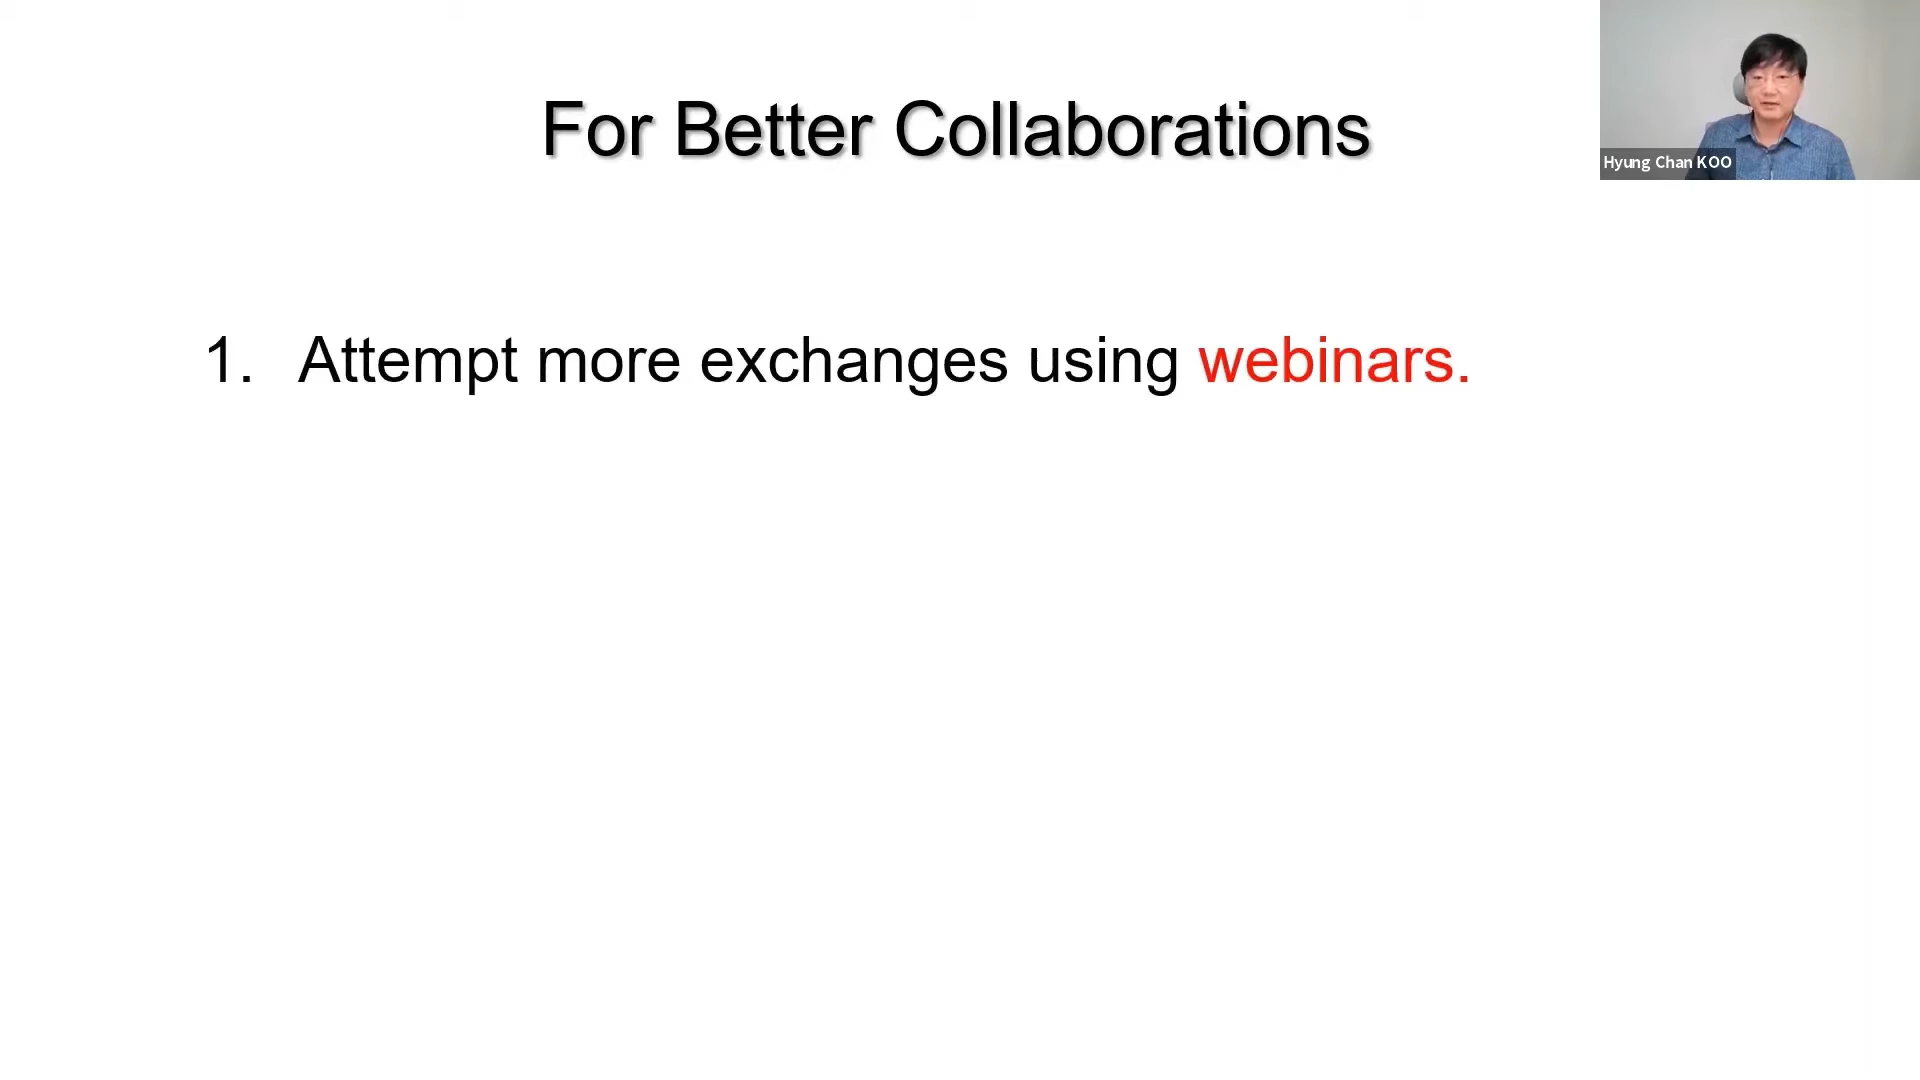 For Better Collaborations
Hyung Chan KOO
1. Attempt more exchanges using webinars.